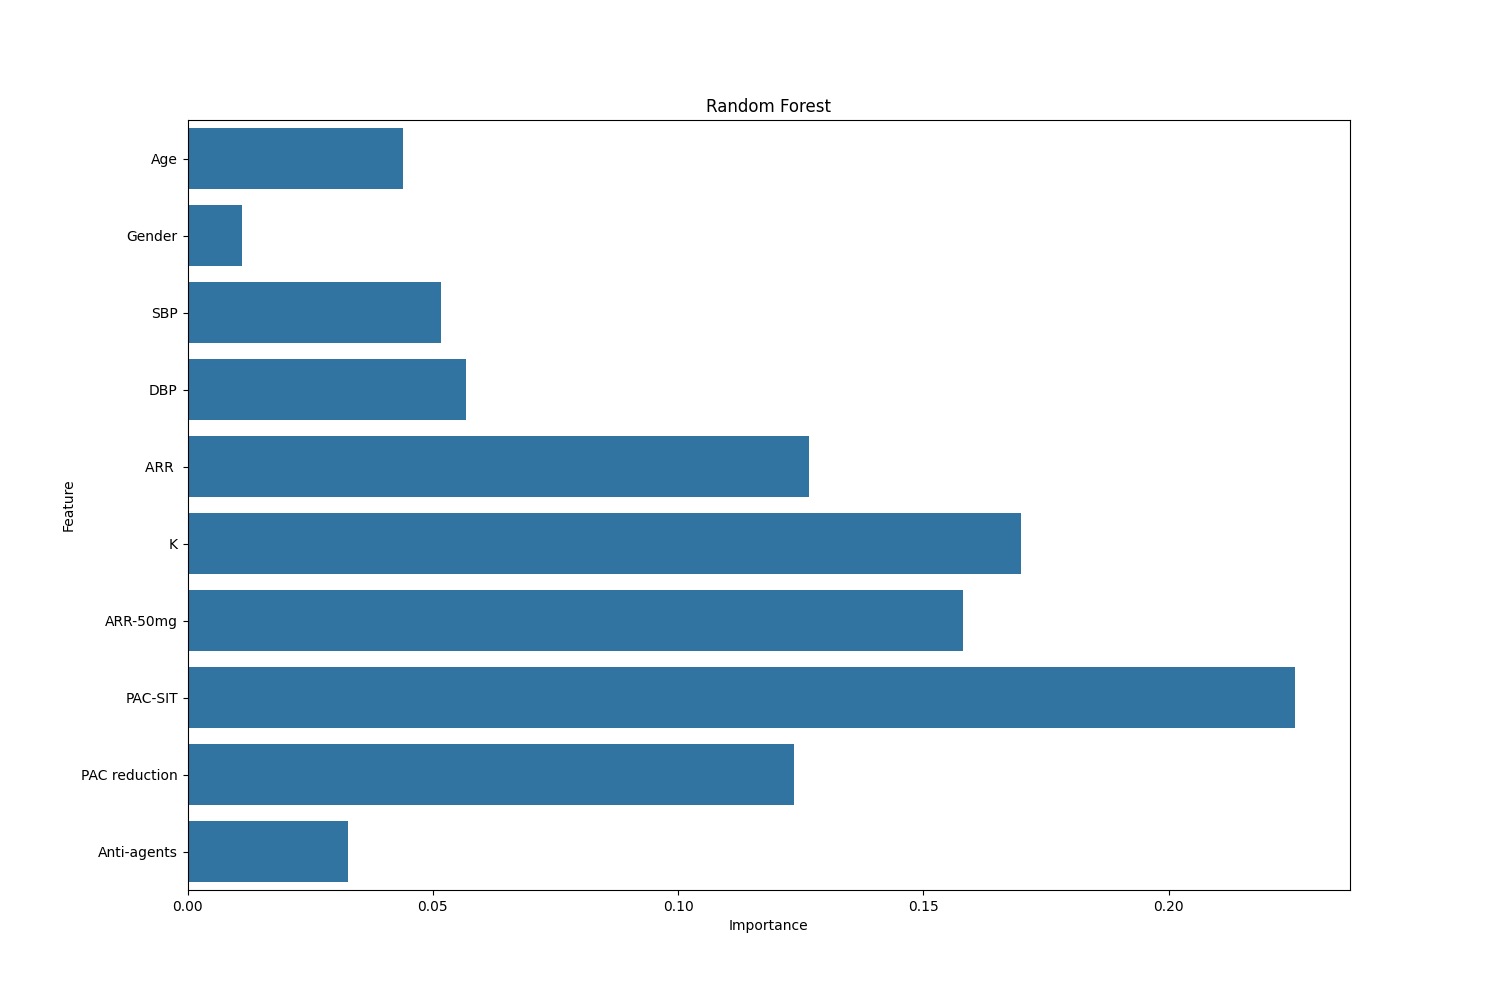 Random Forest
Age
Gender
SBP
DBP
ARR
K
ARR-50mg
PAC-SIT
PAC reduction
Anti-agents
Feature
0.00 0.05 0.10 0.15 0.20
Importance